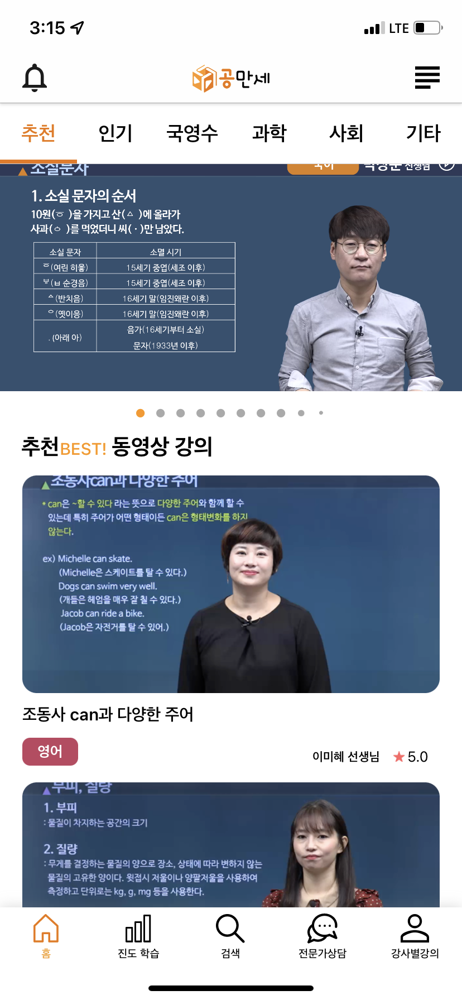 3:15
LTE
공만세
추천 인기 국영수 과학 사회 기타
▲소실문자
국어 선생님
1. 소실 문자의 순서
10원(ㆆ )을 가지고 산(ㅿ )에 올라가
사과(ㆁ )를 먹었더니 씨(ㆍ)만 남았다.
소실 문자 소멸 시기
ㆆ(여린 히읗) 15세기 중엽(세조 이후)
ㅸ(ㅂ 순경음) 15세기 중엽(세조 이후)
ㅿ(반치음) 16세기 말(임진왜란 이후)
ㆁ(옛이응) 16세기 말(임진왜란 이후)
. (아래 아) 음가(16세기부터 소실)
문자(1933년 이후)
추천BEST! 동영상 강의
▲조동사can과 다양한 주어
* can은 ~할 수 있다 라는 뜻으로 다양한 주어와 함께 할 수
있는데 특히 주어가 어떤 형태이든 can은 형태변화를 하지
않는다.
ex) Michelle can skate.
(Michelle은 스케이트를 탈 수 있다.)
Dogs can swim very well.
(개들은 헤엄을 매우 잘 칠 수 있다.)
Jacob can ride a bike.
(Jacob은 자전거를 탈 수 있어.)
조동사 can과 다양한 주어
영어
이미혜 선생님 ★ 5.0
▲부피, 질량
1. 부피
: 물질이 차지하는 공간의 크기
2. 질량
: 무게를 결정하는 물질의 양으로 장소, 상태에 따라 변하지 않는
물질의 고유한 양이다. 윗접시 저울이나 양팔저울을 사용하여
측정하고 단위로는 kg, g, mg 등을 사용한다.
홈 진도 학습 검색 전문가상담 강사별강의